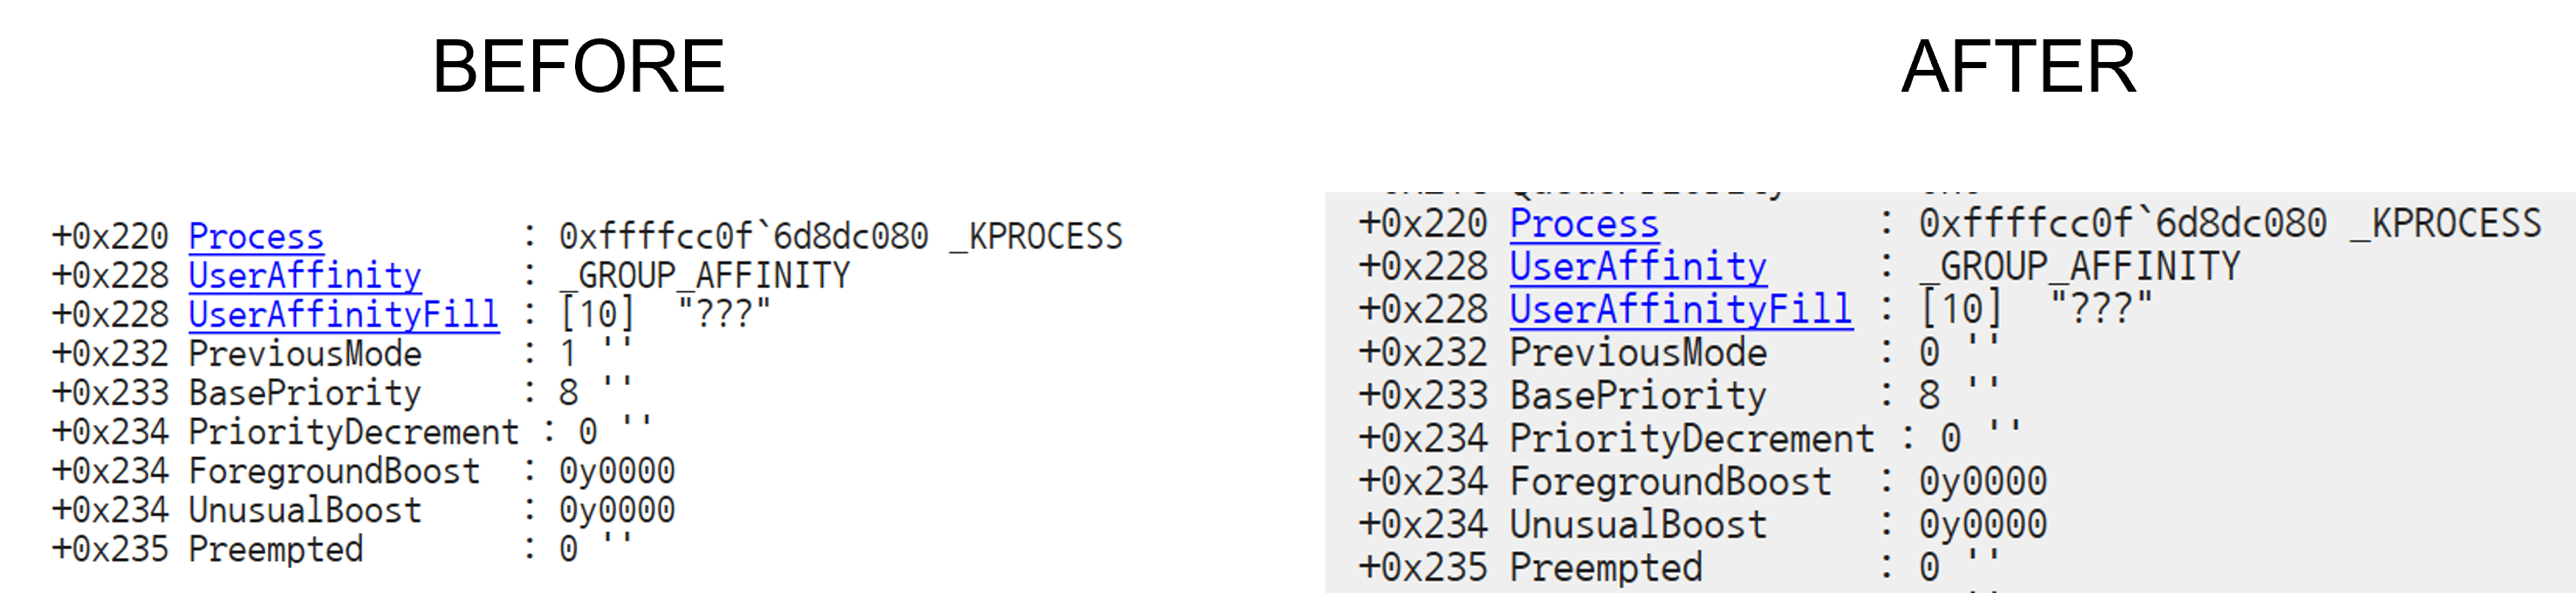 BEFORE
+0x220 Process : 0xffffcc0f`6d8dc080 _KPROCESS
+0x228 UserAffinity : _GROUP_AFFINITY
+0x228 UserAffinityFill : [10]  "???"
+0x232 PreviousMode : 1 ''
+0x233 BasePriority : 8 ''
+0x234 PriorityDecrement : 0 ''
+0x234 ForegroundBoost : 0y0000
+0x234 UnusualBoost : 0y0000
+0x235 Preempted : 0 ''
AFTER
+0x220 Process : 0xffffcc0f`6d8dc080 _KPROCESS
+0x228 UserAffinity : _GROUP_AFFINITY
+0x228 UserAffinityFill : [10]  "???"
+0x232 PreviousMode : 0 ''
+0x233 BasePriority : 8 ''
+0x234 PriorityDecrement : 0 ''
+0x234 ForegroundBoost : 0y0000
+0x234 UnusualBoost : 0y0000
+0x235 Preempted : 0 ''